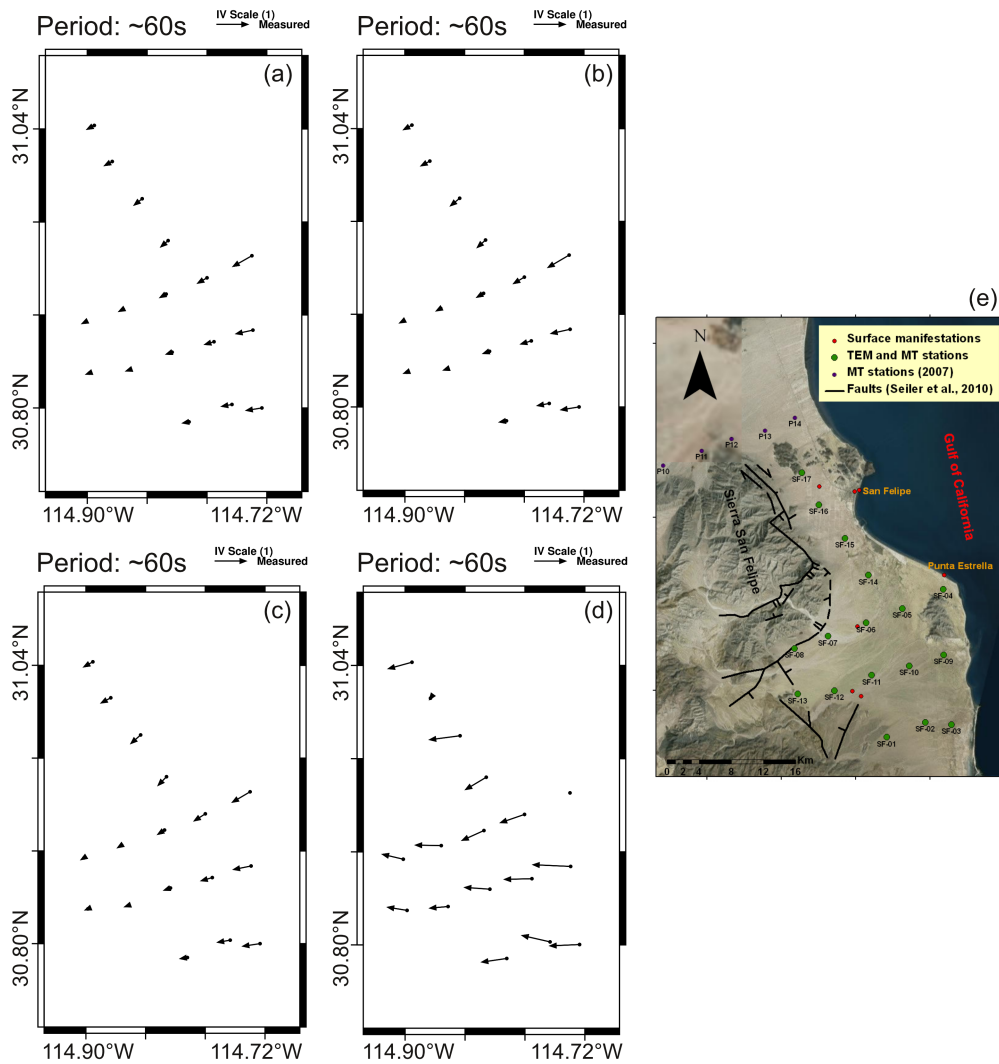 Period: ~60s
IV Scale (1)
Measured
(a)
31.04°N
30.80°N
114.90°W
114.72°W
Period: ~60s
IV Scale (1)
Measured
(b)
31.04°N
30.80°N
114.90°W
114.72°W
Period: ~60s
IV Scale (1)
Measured
(c)
31.04°N
30.80°N
114.90°W
114.72°W
Period: ~60s
IV Scale (1)
Measured
(d)
31.04°N
30.80°N
114.90°W
114.72°W
(e)
N
Surface manifestations
TEM and MT stations
MT stations (2007)
Faults (Seiler et al., 2010)
Gulf of California
San Felipe
Punta Estrella
Sierra San Felipe
P14
P13
P12
P11
P10
SF-17
SF-16
SF-15
SF-14
SF-04
SF-05
SF-06
SF-07
SF-08
SF-09
SF-10
SF-11
SF-12
SF-13
SF-02
SF-03
SF-01
Km
0 2 4 8 12 16